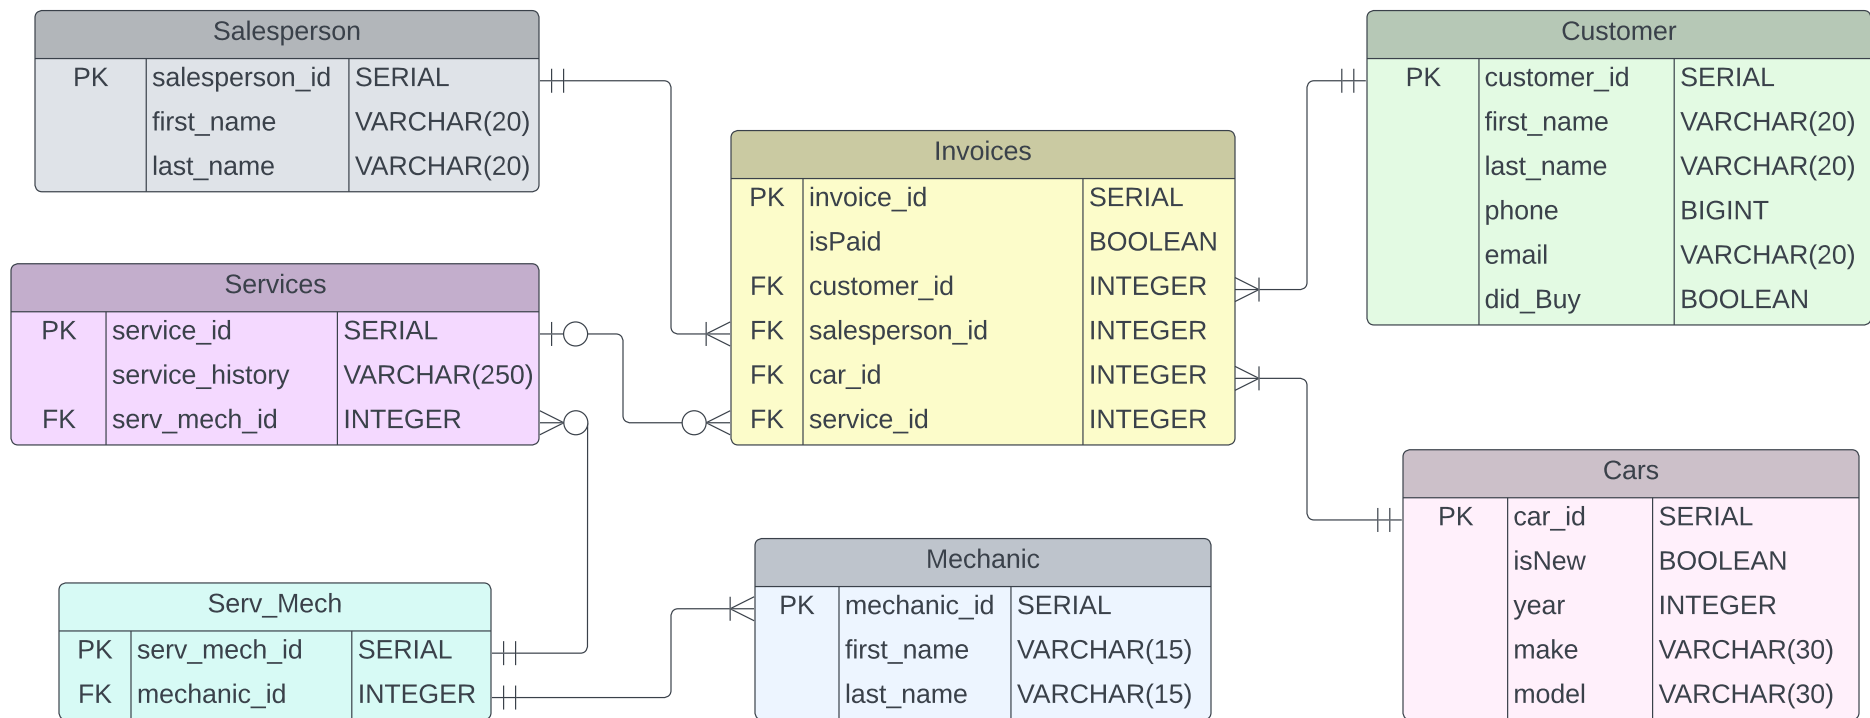 Salesperson
PK salesperson_id SERIAL
first_name VARCHAR(20)
last_name VARCHAR(20)
Services
PK service_id SERIAL
service_history VARCHAR(250)
FK serv_mech_id INTEGER
Serv_Mech
PK serv_mech_id SERIAL
FK mechanic_id INTEGER
Invoices
PK invoice_id SERIAL
isPaid BOOLEAN
FK customer_id INTEGER
FK salesperson_id INTEGER
FK car_id INTEGER
FK service_id INTEGER
Mechanic
PK mechanic_id SERIAL
first_name VARCHAR(15)
last_name VARCHAR(15)
Customer
PK customer_id SERIAL
first_name VARCHAR(20)
last_name VARCHAR(20)
phone BIGINT
email VARCHAR(20)
did_Buy BOOLEAN
Cars
PK car_id SERIAL
isNew BOOLEAN
year INTEGER
make VARCHAR(30)
model VARCHAR(30)